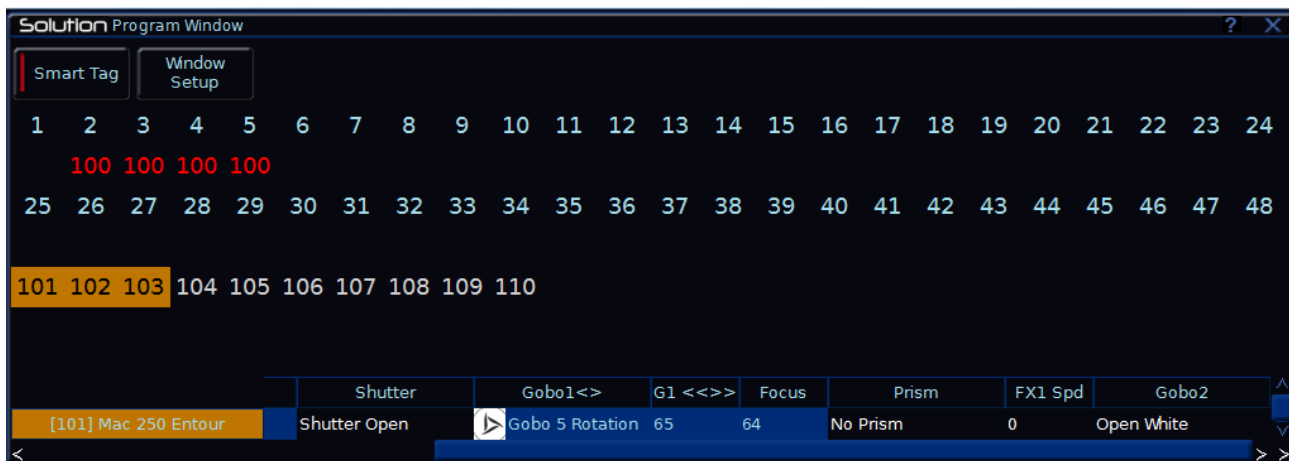 Solution Program Window ? X
Smart Tag Window Setup
1 2 3 4 5 6 7 8 9 10 11 12 13 14 15 16 17 18 19 20 21 22 23 24
100 100 100 100
25 26 27 28 29 30 31 32 33 34 35 36 37 38 39 40 41 42 43 44 45 46 47 48
101 102 103 104 105 106 107 108 109 110
Shutter Gobo1<> G1 <<>> Focus Prism FX1 Spd Gobo2
[101] Mac 250 Entour Shutter Open Gobo 5 Rotation 65 64 No Prism 0 Open White
< > >